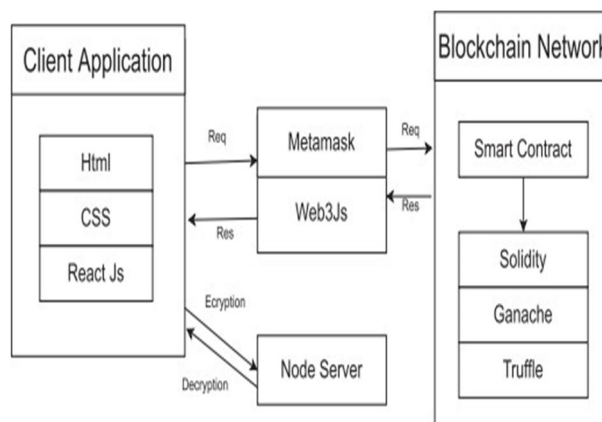 Client Application
Html
CSS
React Js
Req
Res
Metamask
Web3Js
Req
Res
Ecryption
Decryption
Node Server
Blockchain Network
Smart Contract
Solidity
Ganache
Truffle